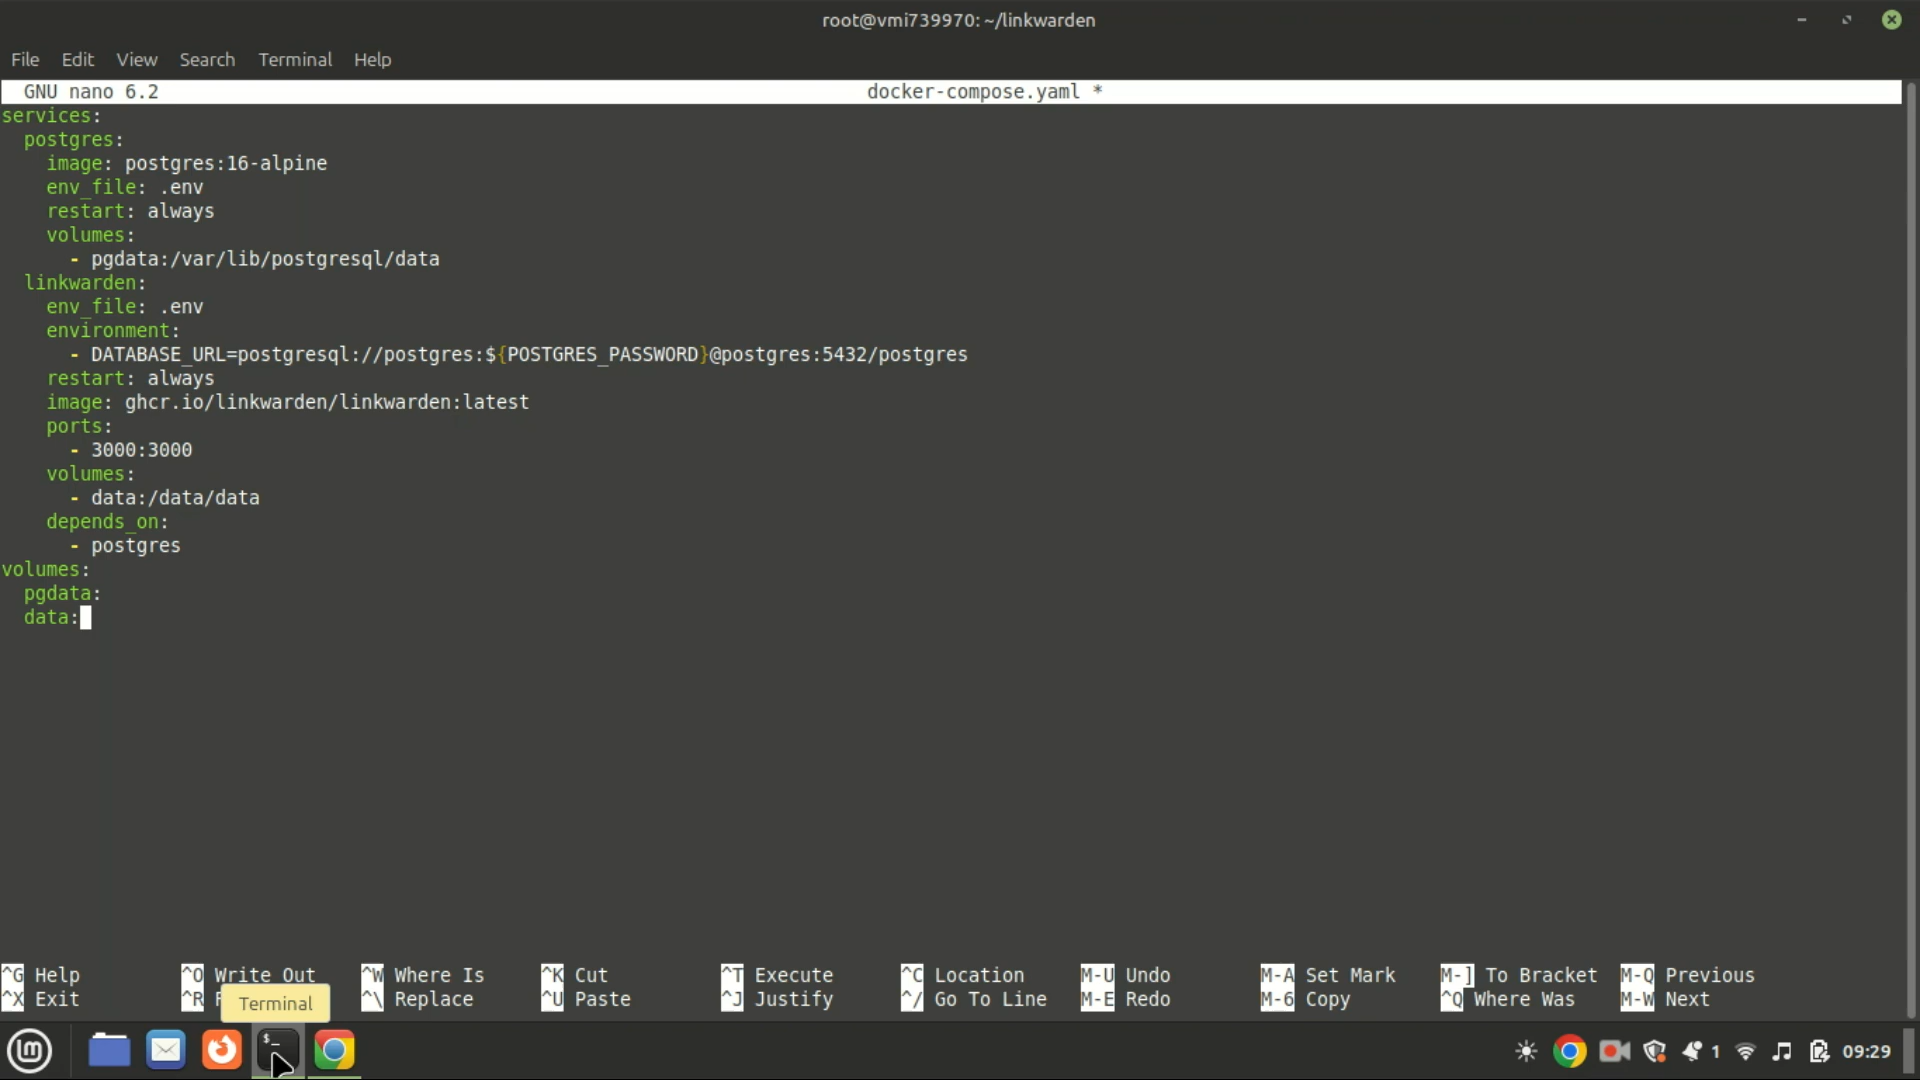 root@vmi739970: ~/linkwarden
File Edit View Search Terminal Help
GNU nano 6.2 docker-compose.yaml *
services:
  postgres:
    image: postgres:16-alpine
    env_file: .env
    restart: always
    volumes:
      - pgdata:/var/lib/postgresql/data
  linkwarden:
    env_file: .env
    environment:
      - DATABASE_URL=postgresql://postgres:${POSTGRES_PASSWORD}@postgres:5432/postgres
    restart: always
    image: ghcr.io/linkwarden/linkwarden:latest
    ports:
      - 3000:3000
    volumes:
      - data:/data/data
    depends_on:
      - postgres
volumes:
  pgdata:
  data:
^G Help ^O Write Out ^W Where Is ^K Cut ^T Execute ^C Location M-U Undo M-A Set Mark M-] To Bracket M-Q Previous
^X Exit ^R ^\ Replace ^U Paste ^J Justify ^/ Go To Line M-E Redo M-6 Copy ^Q Where Was M-W Next
Terminal
$_
1 09:29